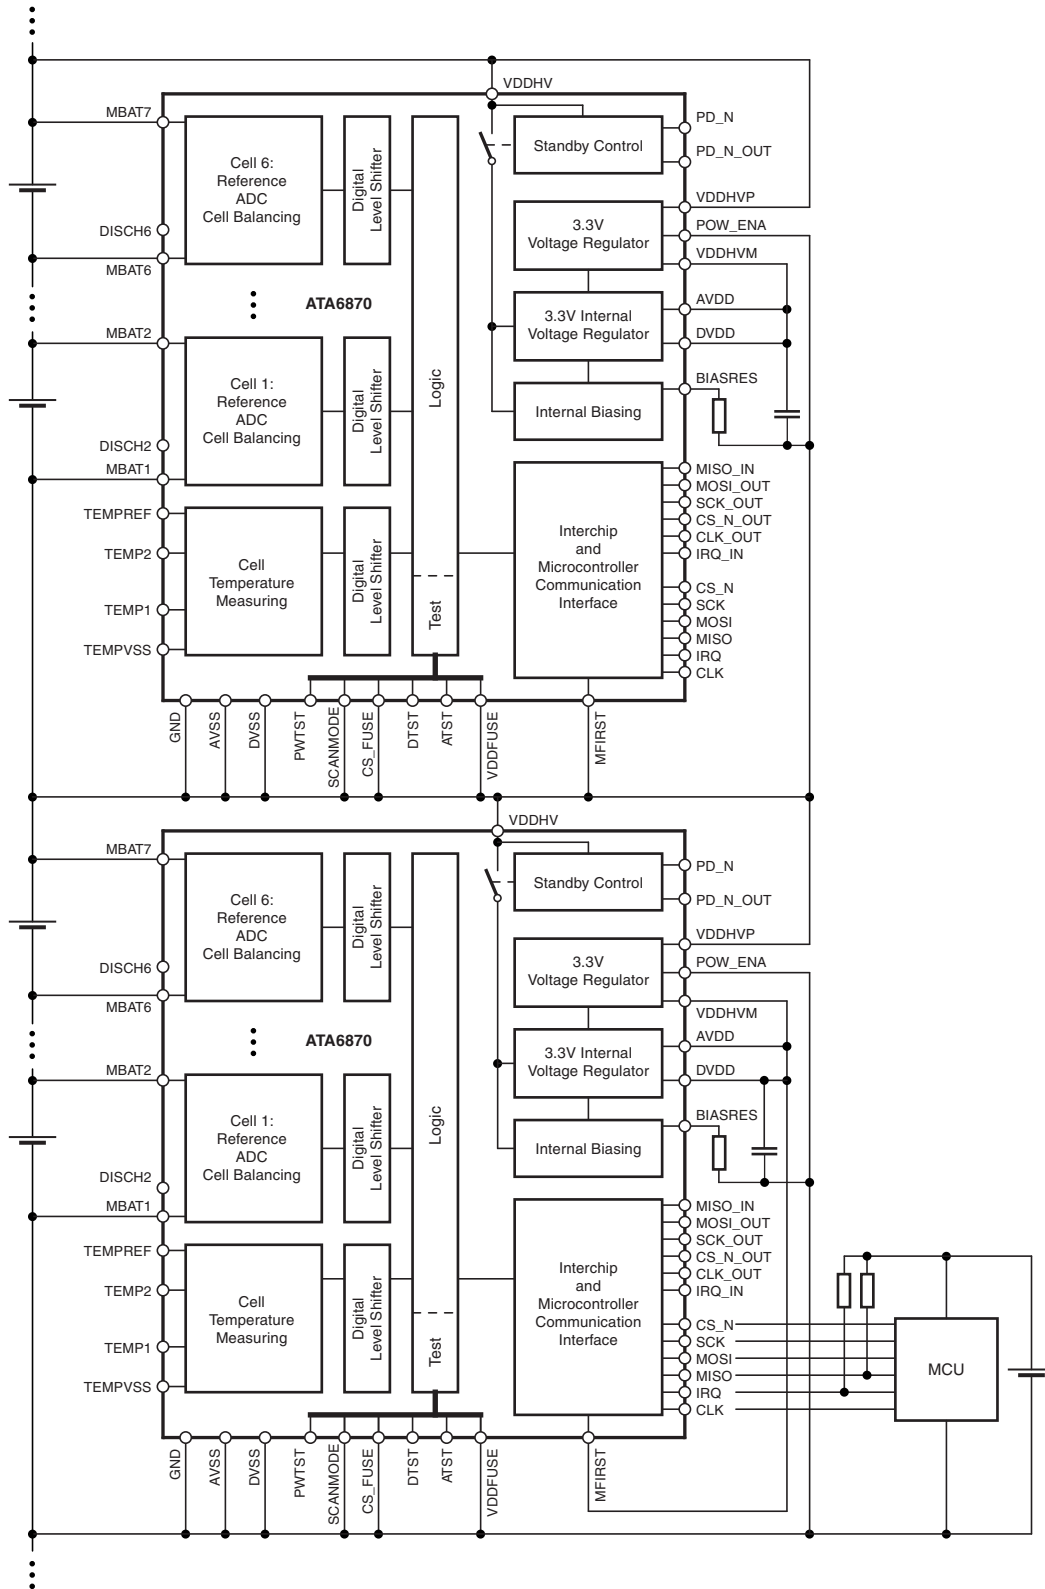 VDDHV
MBAT7
PD_N
Cell 6:
Reference
ADC
Cell Balancing
Digital
Level Shifter
Standby Control
PD_N_OUT
VDDHVP
DISCH6
3.3V
Voltage Regulator
POW_ENA
MBAT6
VDDHVM
ATA6870
AVDD
3.3V Internal
Voltage Regulator
MBAT2
DVDD
Cell 1:
Reference
ADC
Cell Balancing
Digital
Level Shifter
Logic
BIASRES
Internal Biasing
DISCH2
MBAT1
MISO_IN
MOSI_OUT
SCK_OUT
CS_N_OUT
CLK_OUT
IRQ_IN
TEMPREF
TEMP2
Cell
Temperature
Measuring
Digital
Level Shifter
Test
Interchip
and
Microcontroller
Communication
Interface
CS_N
SCK
MOSI
MISO
IRQ
CLK
TEMP1
TEMPVSS
GND
AVSS
DVSS
PWTST
SCANMODE
CS_FUSE
DTST
ATST
VDDFUSE
MFIRST
VDDHV
MBAT7
PD_N
Cell 6:
Reference
ADC
Cell Balancing
Digital
Level Shifter
Standby Control
PD_N_OUT
VDDHVP
DISCH6
3.3V
Voltage Regulator
POW_ENA
MBAT6
VDDHVM
ATA6870
AVDD
3.3V Internal
Voltage Regulator
MBAT2
DVDD
Cell 1:
Reference
ADC
Cell Balancing
Digital
Level Shifter
Logic
BIASRES
Internal Biasing
DISCH2
MBAT1
MISO_IN
MOSI_OUT
SCK_OUT
CS_N_OUT
CLK_OUT
IRQ_IN
TEMPREF
TEMP2
Cell
Temperature
Measuring
Digital
Level Shifter
Test
Interchip
and
Microcontroller
Communication
Interface
CS_N
SCK
MOSI
MISO
IRQ
CLK
MCU
TEMP1
TEMPVSS
GND
AVSS
DVSS
PWTST
SCANMODE
CS_FUSE
DTST
ATST
VDDFUSE
MFIRST